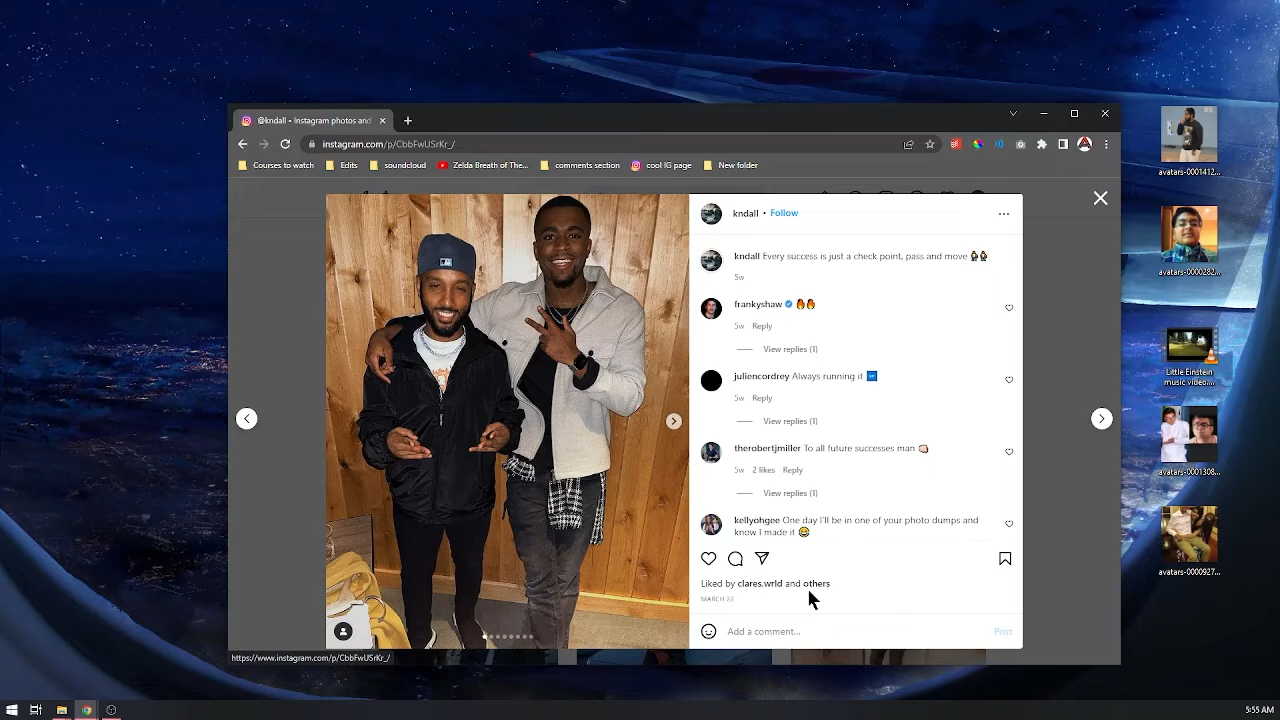 @kndall • Instagram photos and
instagram.com/p/CbbFwUSrKr_/
Courses to watch
Edits
soundcloud
Zelda Breath of The...
comments section
cool IG page
New folder
kndall • Follow
kndall Every success is just a check point, pass and move
5w
frankyshaw
5w Reply
View replies (1)
juliencordrey Always running it
5w Reply
View replies (1)
therobertjmiller To all future successes man
5w 2 likes Reply
View replies (1)
kellyohgee One day I'll be in one of your photo dumps and
know I made it
Liked by clares.wrld and others
MARCH 22
Add a comment...
Post
https://www.instagram.com/p/CbbFwUSrKr_/
avatars-0001412...
avatars-0000282...
Little Einstein
music video....
avatars-0001308...
avatars-0000927...
5:55 AM